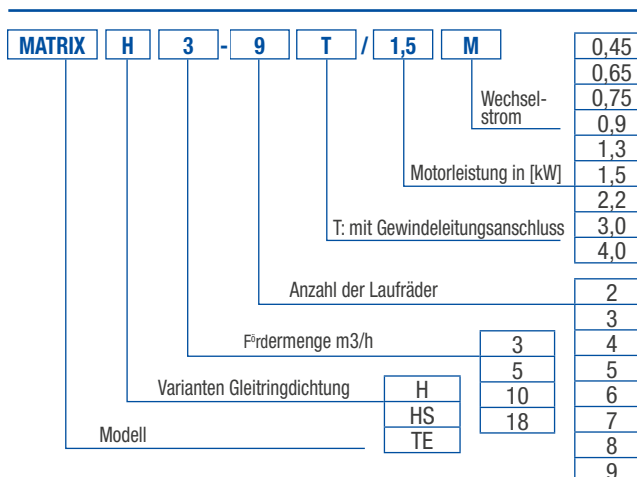 MATRIX H 3 - 9 T / 1,5 M
0,45
0,65
Wechsel-
strom
0,75
0,9
1,3
Motorleistung in [kW]
1,5
2,2
T: mit Gewindeleitungsanschluss
3,0
4,0
Anzahl der Laufräder
2
3
Fördermenge m3/h
3
4
5
5
Varianten Gleitringdichtung
H
10
6
HS
18
7
Modell
TE
8
9